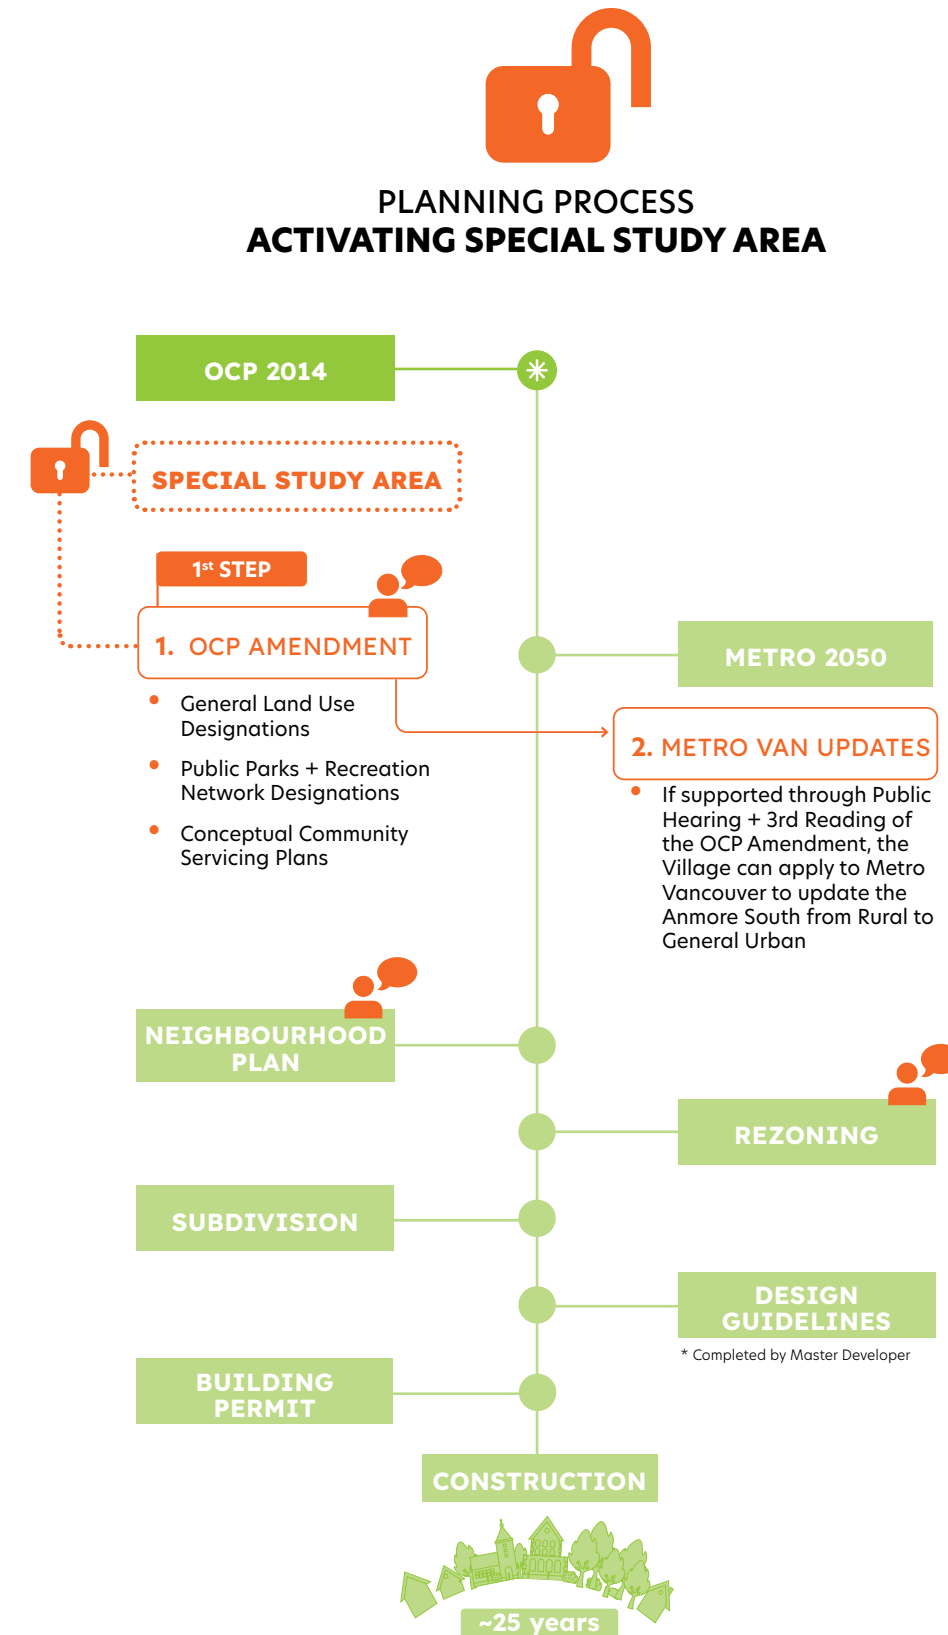 PLANNING PROCESS
ACTIVATING SPECIAL STUDY AREA
OCP 2014
SPECIAL STUDY AREA
1st STEP
1. OCP AMENDMENT
• General Land Use
Designations
• Public Parks + Recreation
Network Designations
• Conceptual Community
Servicing Plans
METRO 2050
2. METRO VAN UPDATES
• If supported through Public
Hearing + 3rd Reading of
the OCP Amendment, the
Village can apply to Metro
Vancouver to update the
Anmore South from Rural to
General Urban
NEIGHBOURHOOD
PLAN
REZONING
SUBDIVISION
DESIGN
GUIDELINES
* Completed by Master Developer
BUILDING
PERMIT
CONSTRUCTION
~25 years